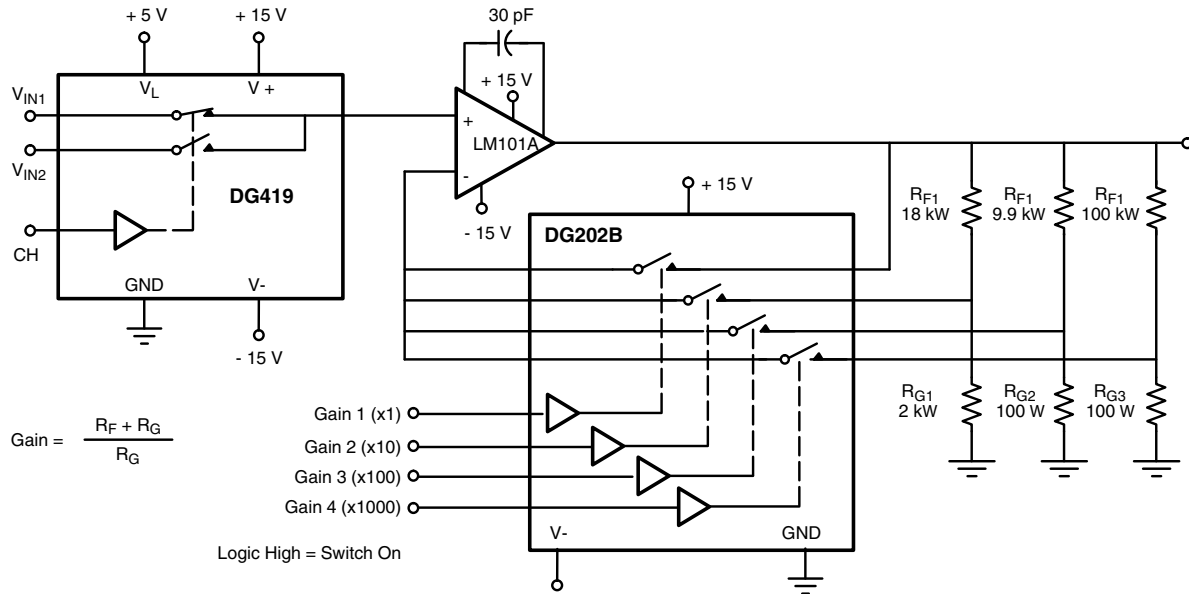 + 5 V
+ 15 V
30 pF
V_L
V +
+ 15 V
V_IN1
+
LM101A
V_IN2
-
DG419
+ 15 V
R_F1
18 kW
R_F1
9.9 kW
R_F1
100 kW
- 15 V
DG202B
CH
GND
V-
- 15 V
R_G1
2 kW
R_G2
100 W
R_G3
100 W
Gain 1 (x1)
Gain = R_F + R_G
R_G
Gain 2 (x10)
Gain 3 (x100)
Gain 4 (x1000)
V-
GND
Logic High = Switch On